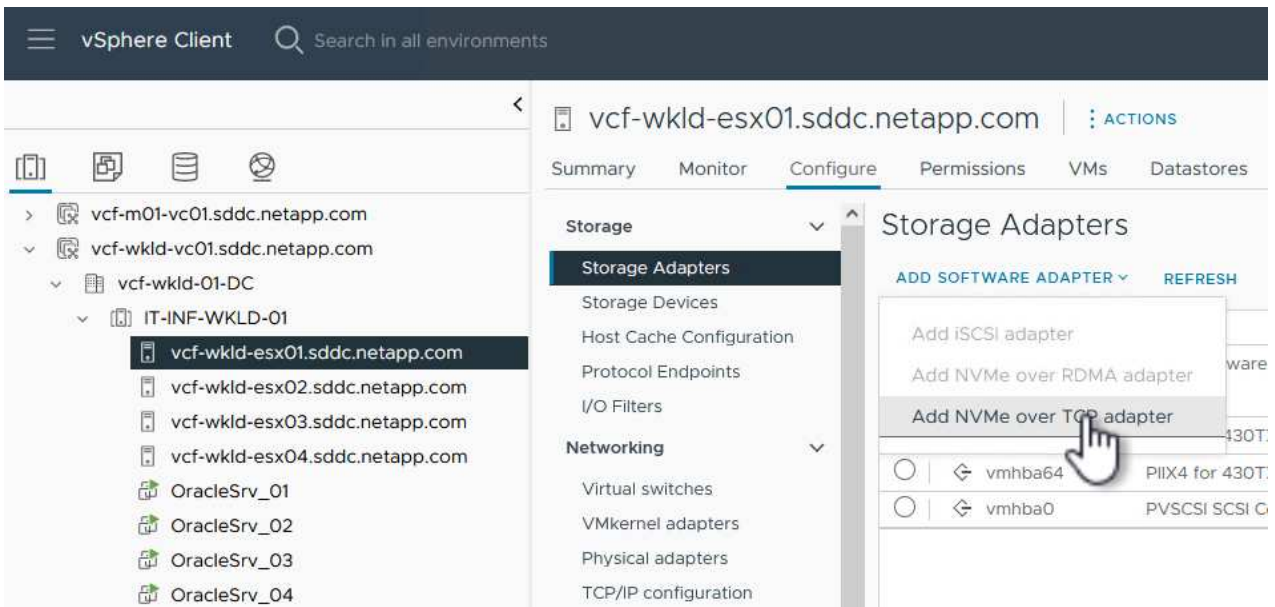 vSphere Client
Search in all environments
vcf-m01-vc01.sddc.netapp.com
vcf-wkld-vc01.sddc.netapp.com
vcf-wkld-01-DC
IT-INF-WKLD-01
vcf-wkld-esx01.sddc.netapp.com
vcf-wkld-esx02.sddc.netapp.com
vcf-wkld-esx03.sddc.netapp.com
vcf-wkld-esx04.sddc.netapp.com
OracleSrv_01
OracleSrv_02
OracleSrv_03
OracleSrv_04
vcf-wkld-esx01.sddc.netapp.com
ACTIONS
Summary Monitor Configure Permissions VMs Datastores
Storage
Storage Adapters
Storage Devices
Host Cache Configuration
Protocol Endpoints
I/O Filters
Networking
Virtual switches
VMkernel adapters
Physical adapters
TCP/IP configuration
Storage Adapters
ADD SOFTWARE ADAPTER REFRESH
Add iSCSI adapter
Add NVMe over RDMA adapter
Add NVMe over TCP adapter
vmhba64 PIIX4 for 430T
vmhba0 PVSCSI SCSI